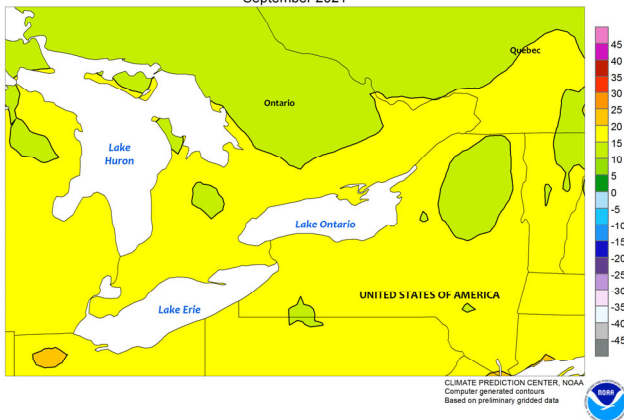 September 2021
Québec
Ontario
Lake
Huron
Lake Ontario
Lake Erie
UNITED STATES OF AMERICA
45
40
35
30
25
20
15
10
5
0
-5
-10
-15
-20
-25
-30
-35
-40
-45
CLIMATE PREDICTION CENTER, NOAA
Computer generated contours
Based on preliminary gridded data
NOAA